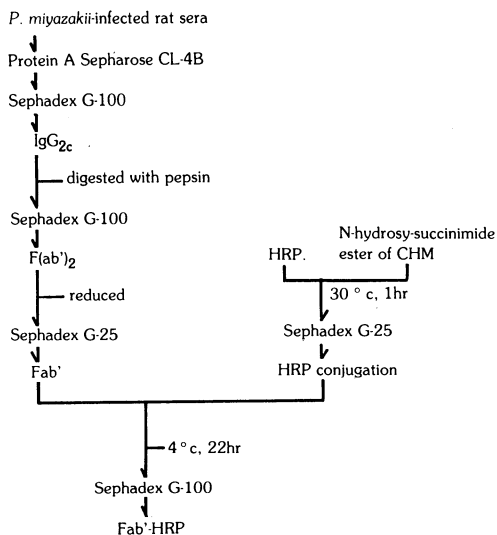 P. miyazakii-infected rat sera
Protein A Sepharose CL-4B
Sephadex G-100
IgG2c
digested with pepsin
Sephadex G-100
F(ab')2
reduced
Sephadex G-25
Fab'
HRP.
N-hydrosy-succinimide
ester of CHM
30 ° c, 1hr
Sephadex G-25
HRP conjugation
4 ° c, 22hr
Sephadex G-100
Fab'-HRP